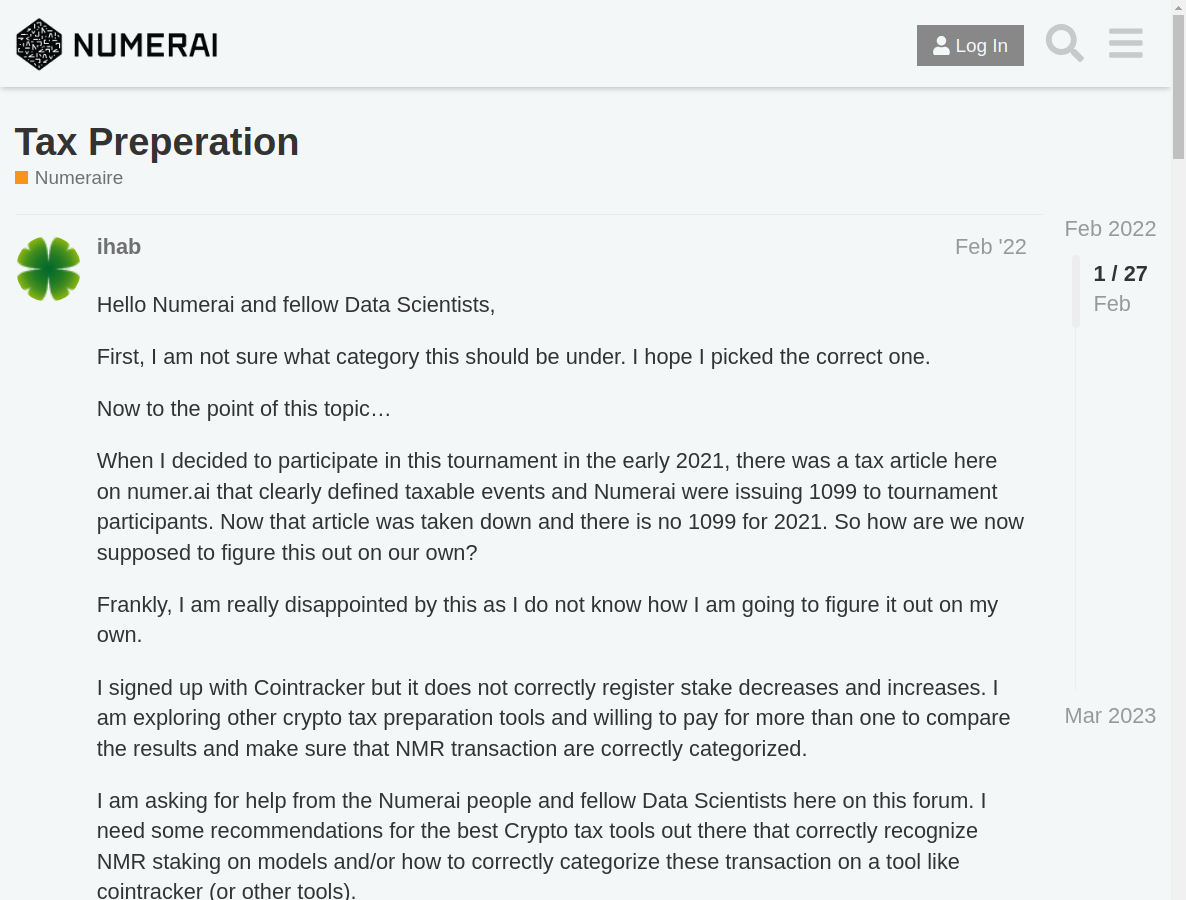 NUMERAI
Log In
Tax Preperation
Numeraire
ihab
Feb '22
Feb 2022
1 / 27
Feb
Hello Numerai and fellow Data Scientists,
First, I am not sure what category this should be under. I hope I picked the correct one.
Now to the point of this topic…
When I decided to participate in this tournament in the early 2021, there was a tax article here
on numer.ai that clearly defined taxable events and Numerai were issuing 1099 to tournament
participants. Now that article was taken down and there is no 1099 for 2021. So how are we now
supposed to figure this out on our own?
Frankly, I am really disappointed by this as I do not know how I am going to figure it out on my
own.
I signed up with Cointracker but it does not correctly register stake decreases and increases. I
am exploring other crypto tax preparation tools and willing to pay for more than one to compare
the results and make sure that NMR transaction are correctly categorized.
Mar 2023
I am asking for help from the Numerai people and fellow Data Scientists here on this forum. I
need some recommendations for the best Crypto tax tools out there that correctly recognize
NMR staking on models and/or how to correctly categorize these transaction on a tool like
cointracker (or other tools).